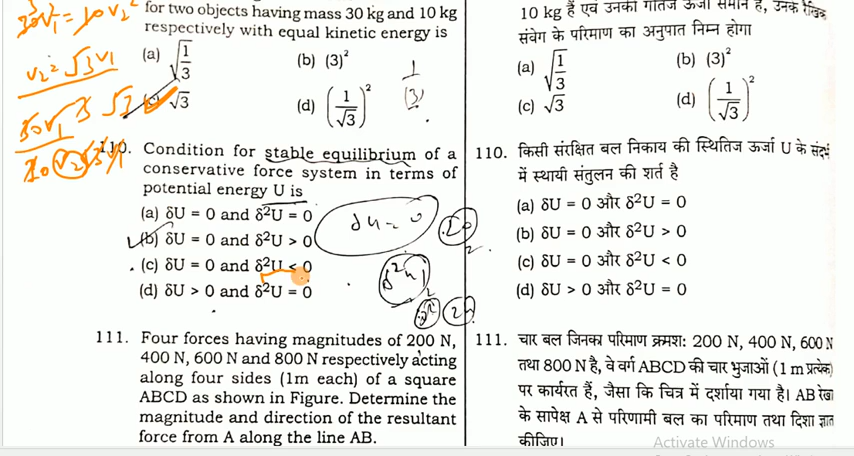 for two objects having mass 30 kg and 10 kg
respectively with equal kinetic energy is
(a) √(1/3) (b) (3)²
(c) √3 (d) (1/√3)²
110. Condition for stable equilibrium of a
conservative force system in terms of
potential energy U is
(a) δU = 0 and δ²U = 0
(b) δU = 0 and δ²U > 0
(c) δU = 0 and δ²U < 0
(d) δU > 0 and δ²U = 0
111. Four forces having magnitudes of 200 N,
400 N, 600 N and 800 N respectively acting
along four sides (1m each) of a square
ABCD as shown in Figure. Determine the
magnitude and direction of the resultant
force from A along the line AB.
10 kg हैं एवं उनकी गतिज ऊर्जा समान है, उनके रैखिक
संवेग के परिमाण का अनुपात निम्न होगा
(a) √(1/3) (b) (3)²
(c) √3 (d) (1/√3)²
110. किसी संरक्षित बल निकाय की स्थितिज ऊर्जा U के संदर्भ
में स्थायी संतुलन की शर्त है
(a) δU = 0 और δ²U = 0
(b) δU = 0 और δ²U > 0
(c) δU = 0 और δ²U < 0
(d) δU > 0 और δ²U = 0
111. चार बल जिनका परिमाण क्रमश: 200 N, 400 N, 600 N
तथा 800 N है, वे वर्ग ABCD की चार भुजाओं (1 m प्रत्येक)
पर कार्यरत हैं, जैसा कि चित्र में दर्शाया गया है। AB रेखा
के सापेक्ष A से परिणामी बल का परिमाण तथा दिशा ज्ञात
कीजिए।
Activate Windows